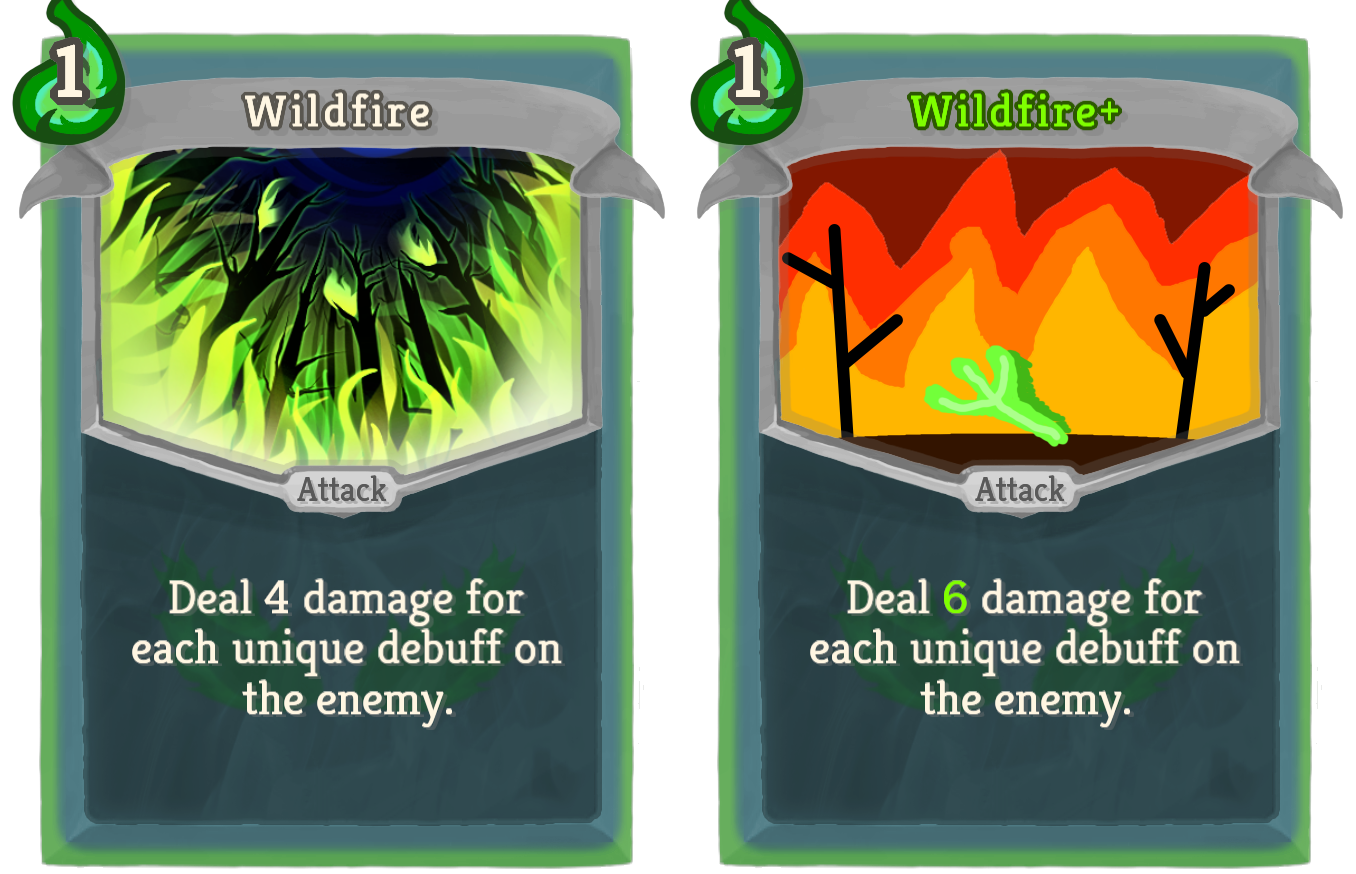 1
Wildfire
Attack
Deal 4 damage for
each unique debuff on
the enemy.
1
Wildfire+
Attack
Deal 6 damage for
each unique debuff on
the enemy.